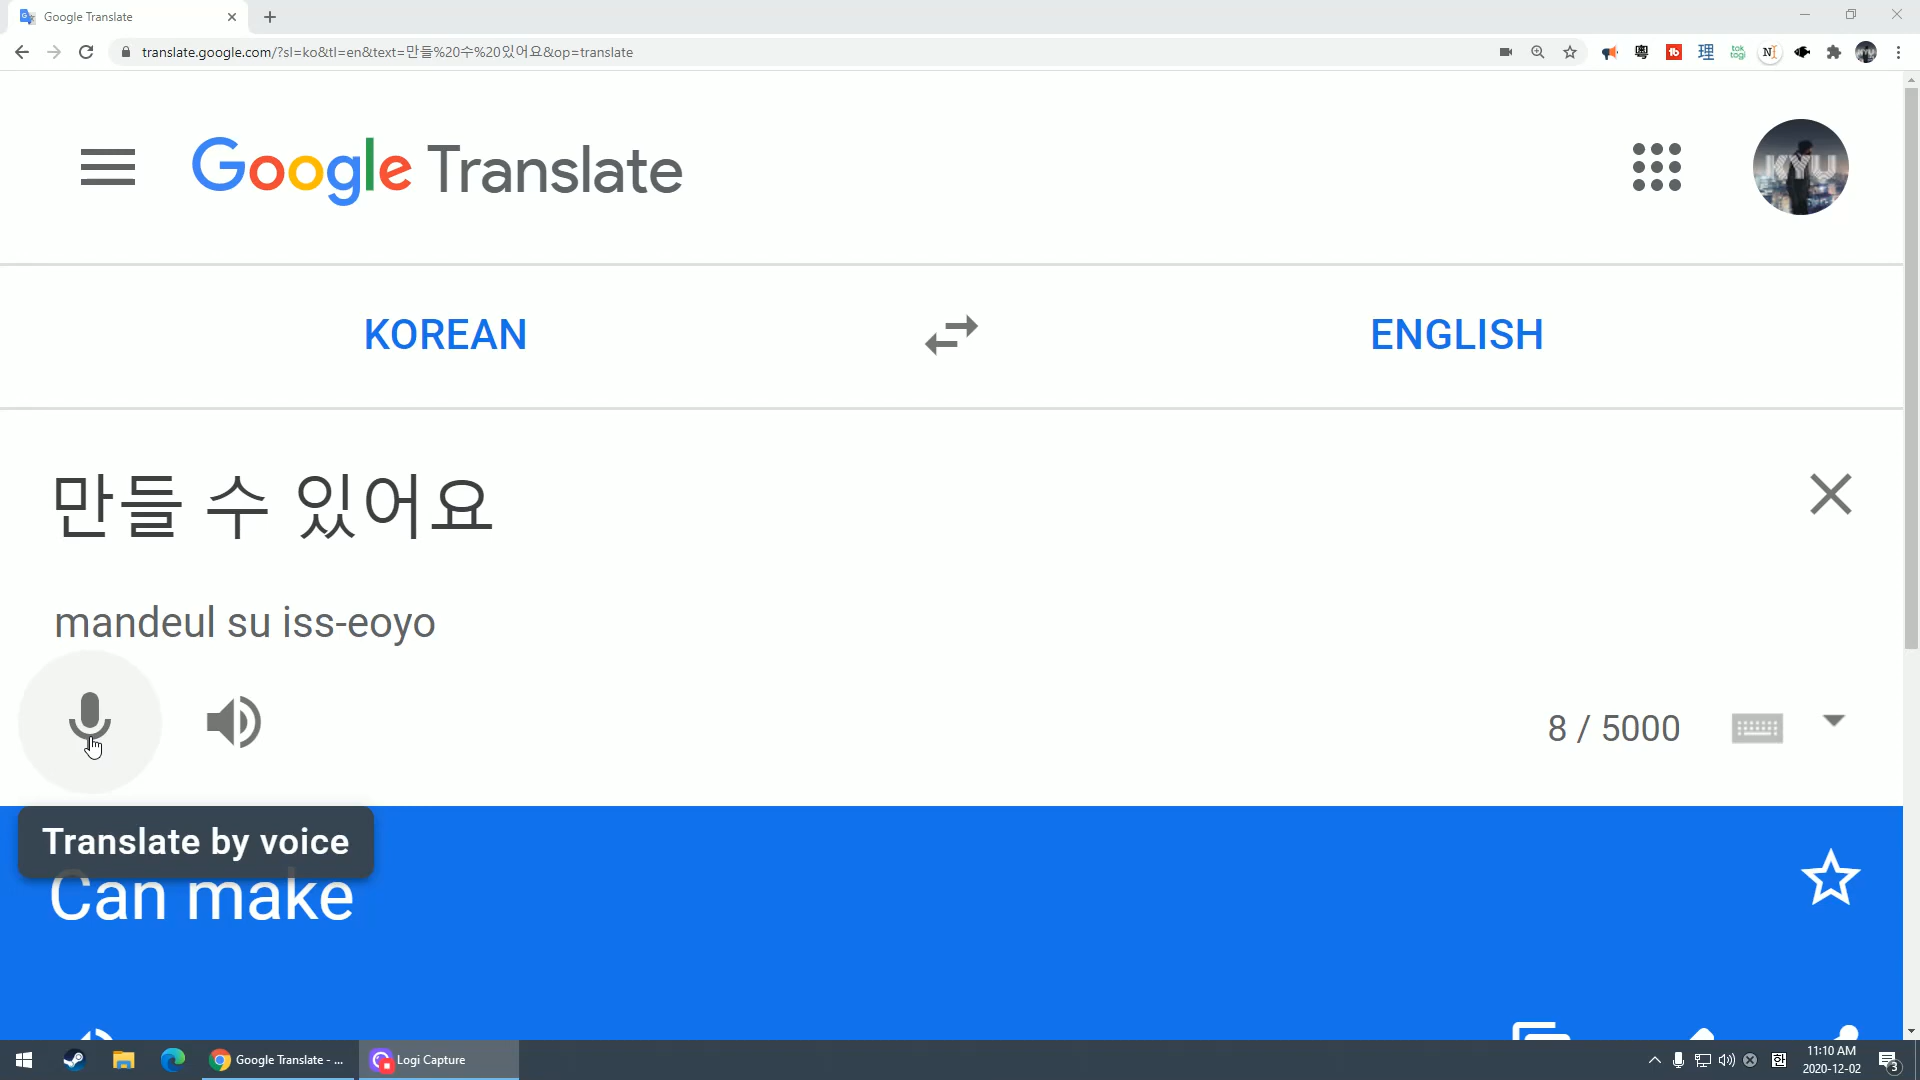 Google Translate
translate.google.com/?sl=ko&tl=en&text=만들%20수%20있어요&op=translate
Google Translate
KYU
KOREAN
ENGLISH
만들 수 있어요
mandeul su iss-eoyo
8 / 5000
Translate by voice
Can make
Google Translate - ...
Logi Capture
11:10 AM
2020-12-02
3